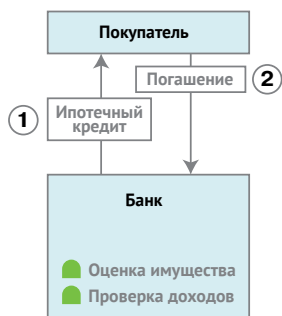 Покупатель
Погашение
2
1
Ипотечный
кредит
Банк
Оценка имущества
Проверка доходов